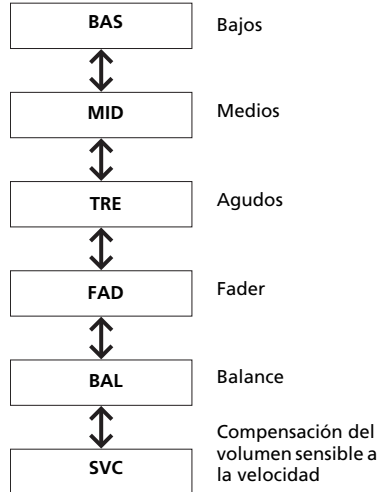 BAS
Bajos
MID
Medios
TRE
Agudos
FAD
Fader
BAL
Balance
SVC
Compensación del
volumen sensible a
la velocidad